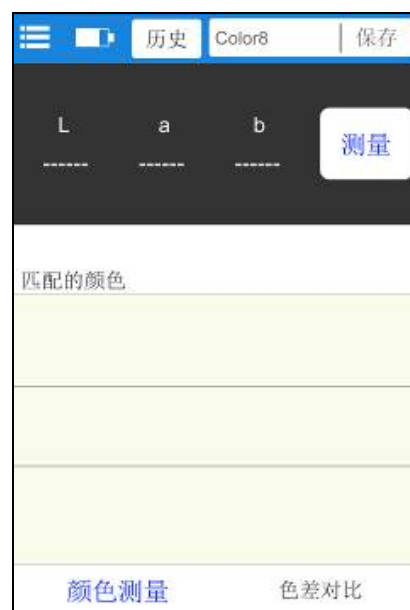 历史 Color8 保存
L a b
------ ------ ------
测量
匹配的颜色
颜色测量 色差对比